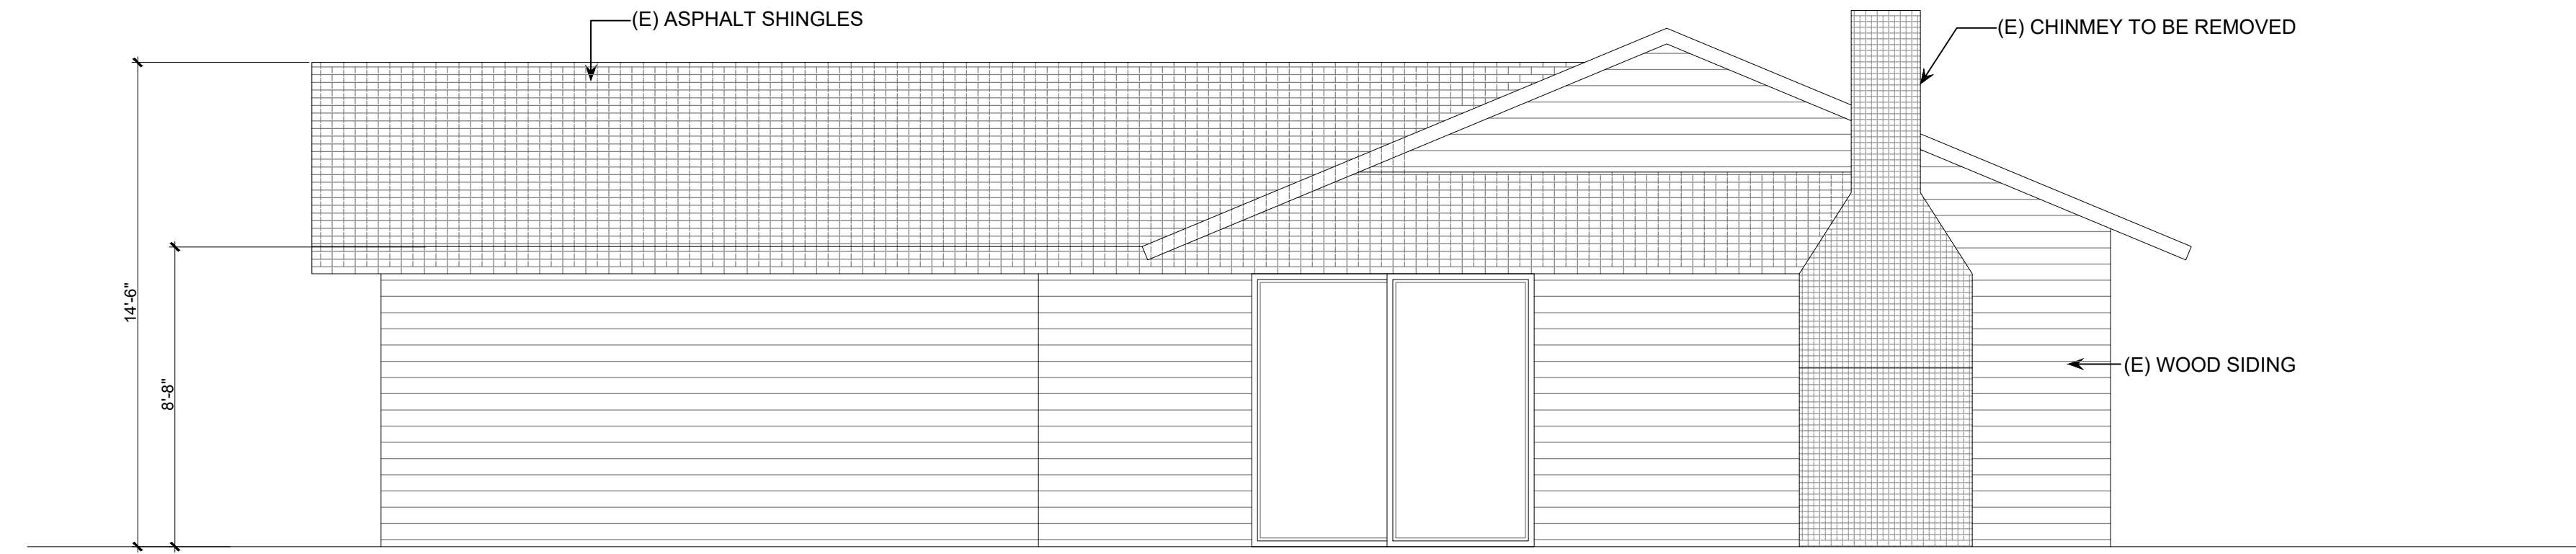 (E) ASPHALT SHINGLES
(E) CHINMEY TO BE REMOVED
14'-6"
8'-8"
(E) WOOD SIDING